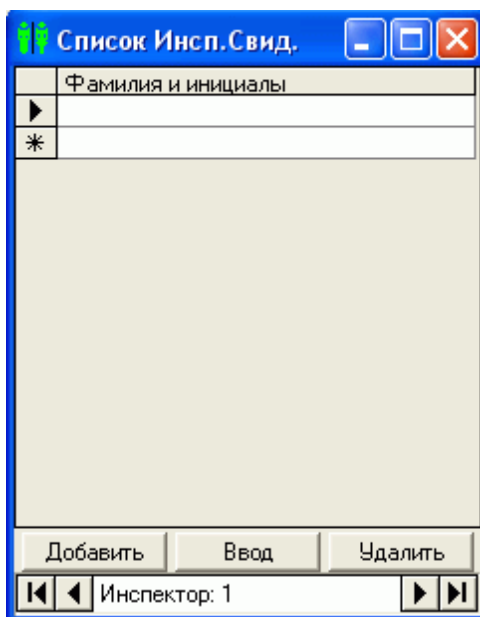 Список Инсп.Свид.
Фамилия и инициалы
Добавить Ввод Удалить
Инспектор: 1